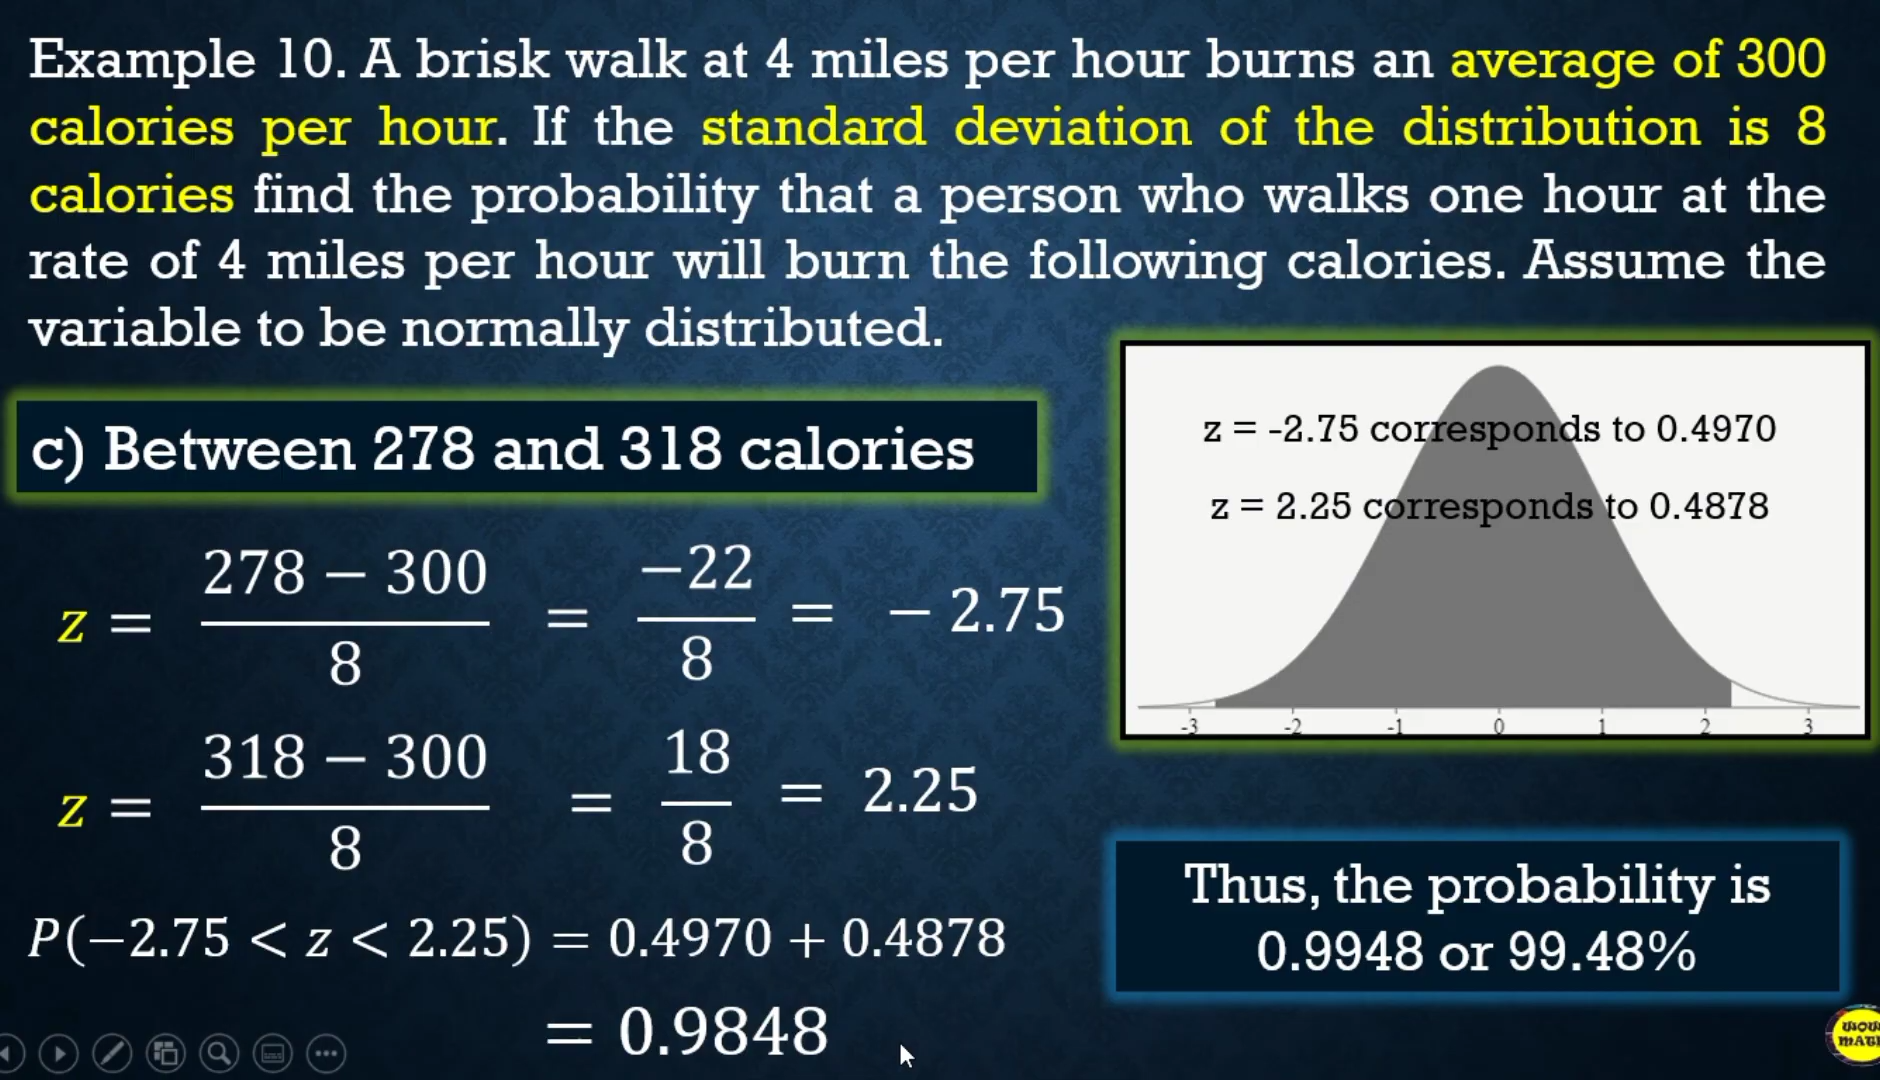 Example 10. A brisk walk at 4 miles per hour burns an average of 300
calories per hour. If the standard deviation of the distribution is 8
calories find the probability that a person who walks one hour at the
rate of 4 miles per hour will burn the following calories. Assume the
variable to be normally distributed.
c) Between 278 and 318 calories
z = (278 − 300)/8 = −22/8 = − 2.75
z = (318 − 300)/8 = 18/8 = 2.25
P(−2.75 < z < 2.25) = 0.4970 + 0.4878
= 0.9848
z = -2.75 corresponds to 0.4970
z = 2.25 corresponds to 0.4878
-3 -2 -1 0 1 2 3
Thus, the probability is
0.9948 or 99.48%